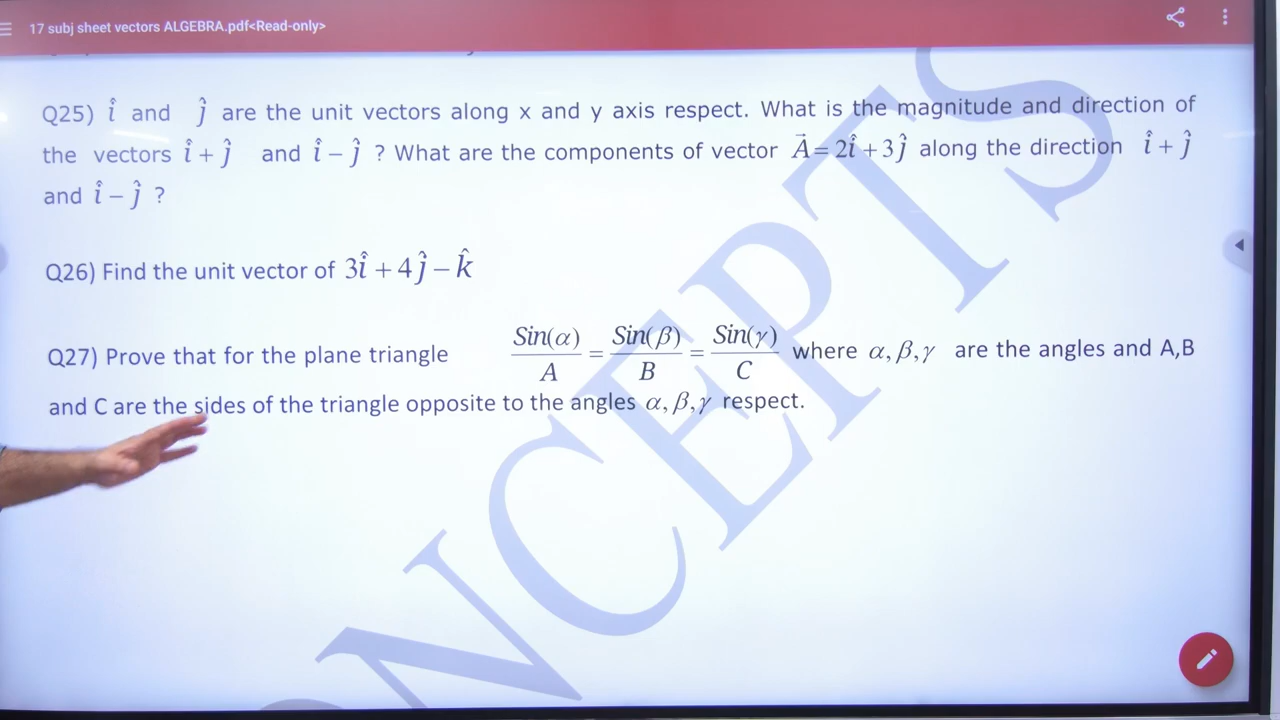 17 subj sheet vectors ALGEBRA.pdf<Read-only>
Q25) î and ĵ are the unit vectors along x and y axis respect. What is the magnitude and direction of
the vectors î + ĵ and î − ĵ ? What are the components of vector A⃗ = 2î + 3ĵ along the direction î + ĵ
and î − ĵ ?
Q26) Find the unit vector of 3î + 4ĵ − k̂
Q27) Prove that for the plane triangle Sin(α)/A = Sin(β)/B = Sin(γ)/C where α, β, γ are the angles and A,B
and C are the sides of the triangle opposite to the angles α, β, γ respect.
NCEPTS